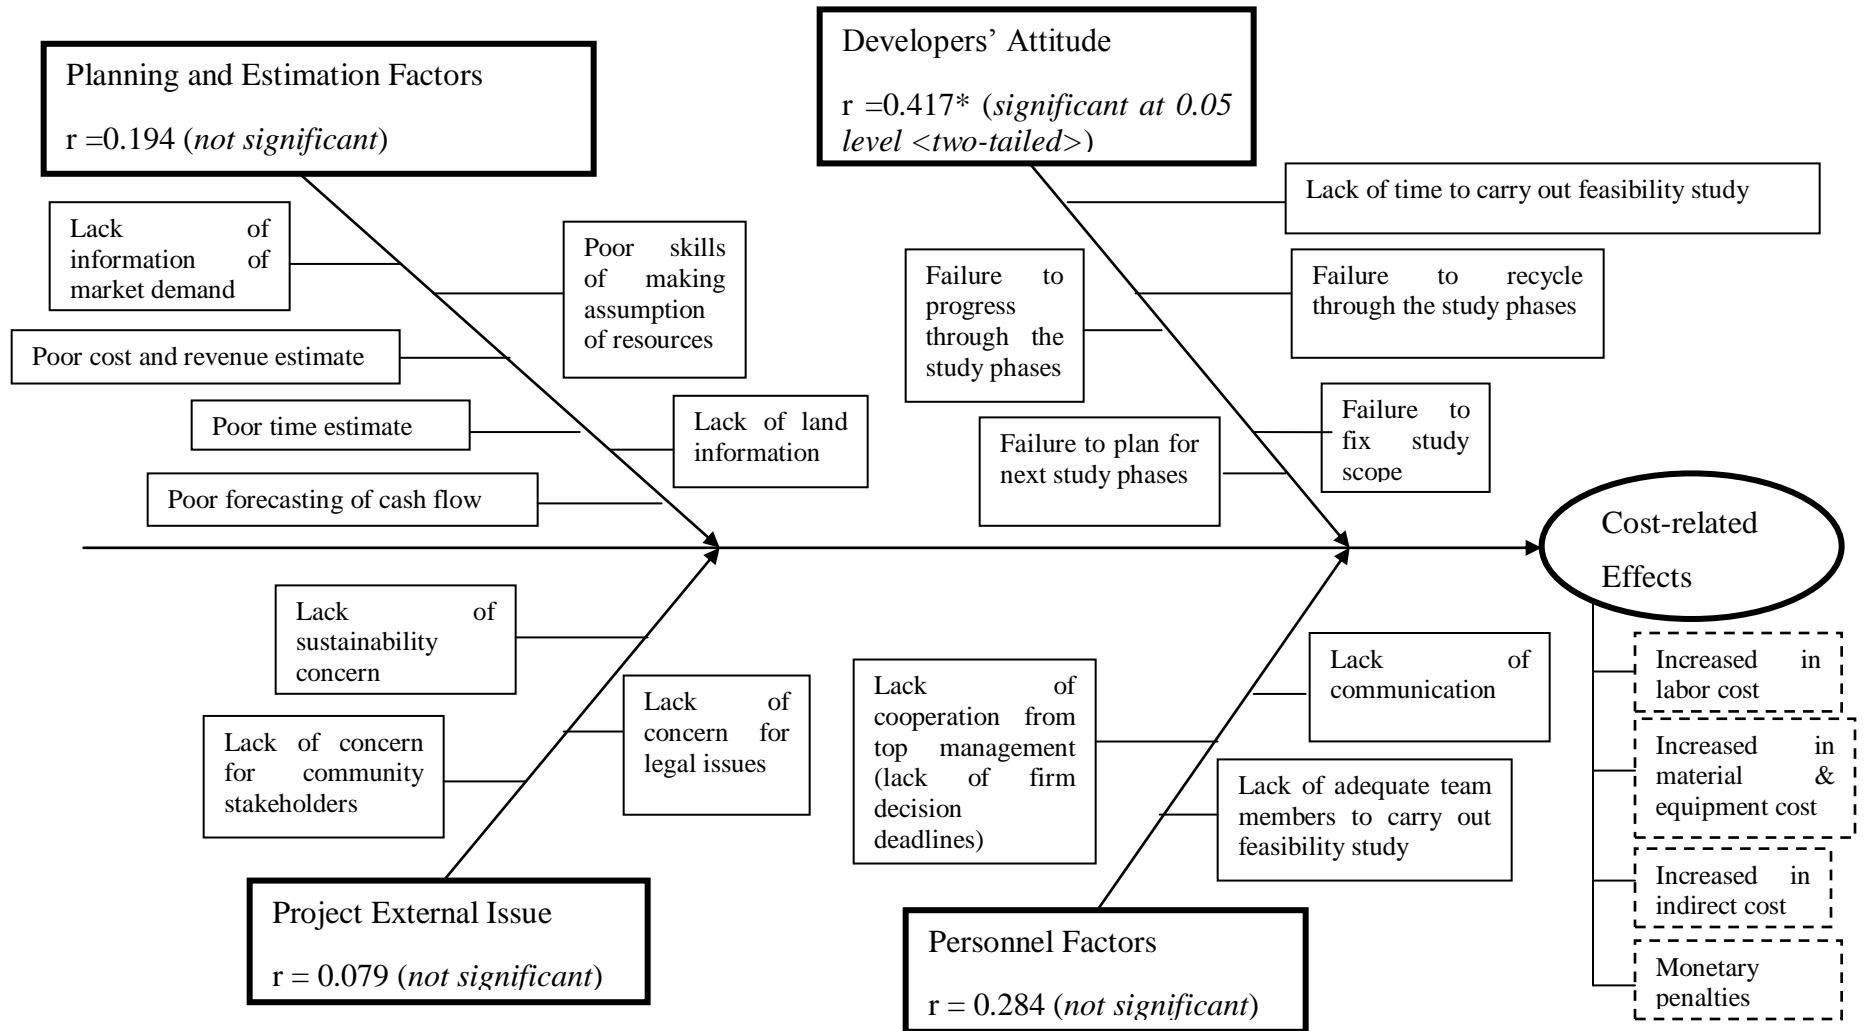 Planning and Estimation Factors
r =0.194 (not significant)
Developers’ Attitude
r =0.417* (significant at 0.05
level <two-tailed>)
Lack of
information of
market demand
Poor skills
of making
assumption
of resources
Poor cost and revenue estimate
Poor time estimate
Lack of land
information
Poor forecasting of cash flow
Lack of time to carry out feasibility study
Failure to
progress
through the
study phases
Failure to recycle
through the study phases
Failure to plan for
next study phases
Failure to
fix study
scope
Cost-related
Effects
Lack of
sustainability
concern
Lack of concern
for community
stakeholders
Lack of
concern for
legal issues
Project External Issue
r = 0.079 (not significant)
Lack of
cooperation from
top management
(lack of firm
decision
deadlines)
Lack of
communication
Lack of adequate team
members to carry out
feasibility study
Personnel Factors
r = 0.284 (not significant)
Increased in
labor cost
Increased in
material &
equipment cost
Increased in
indirect cost
Monetary
penalties